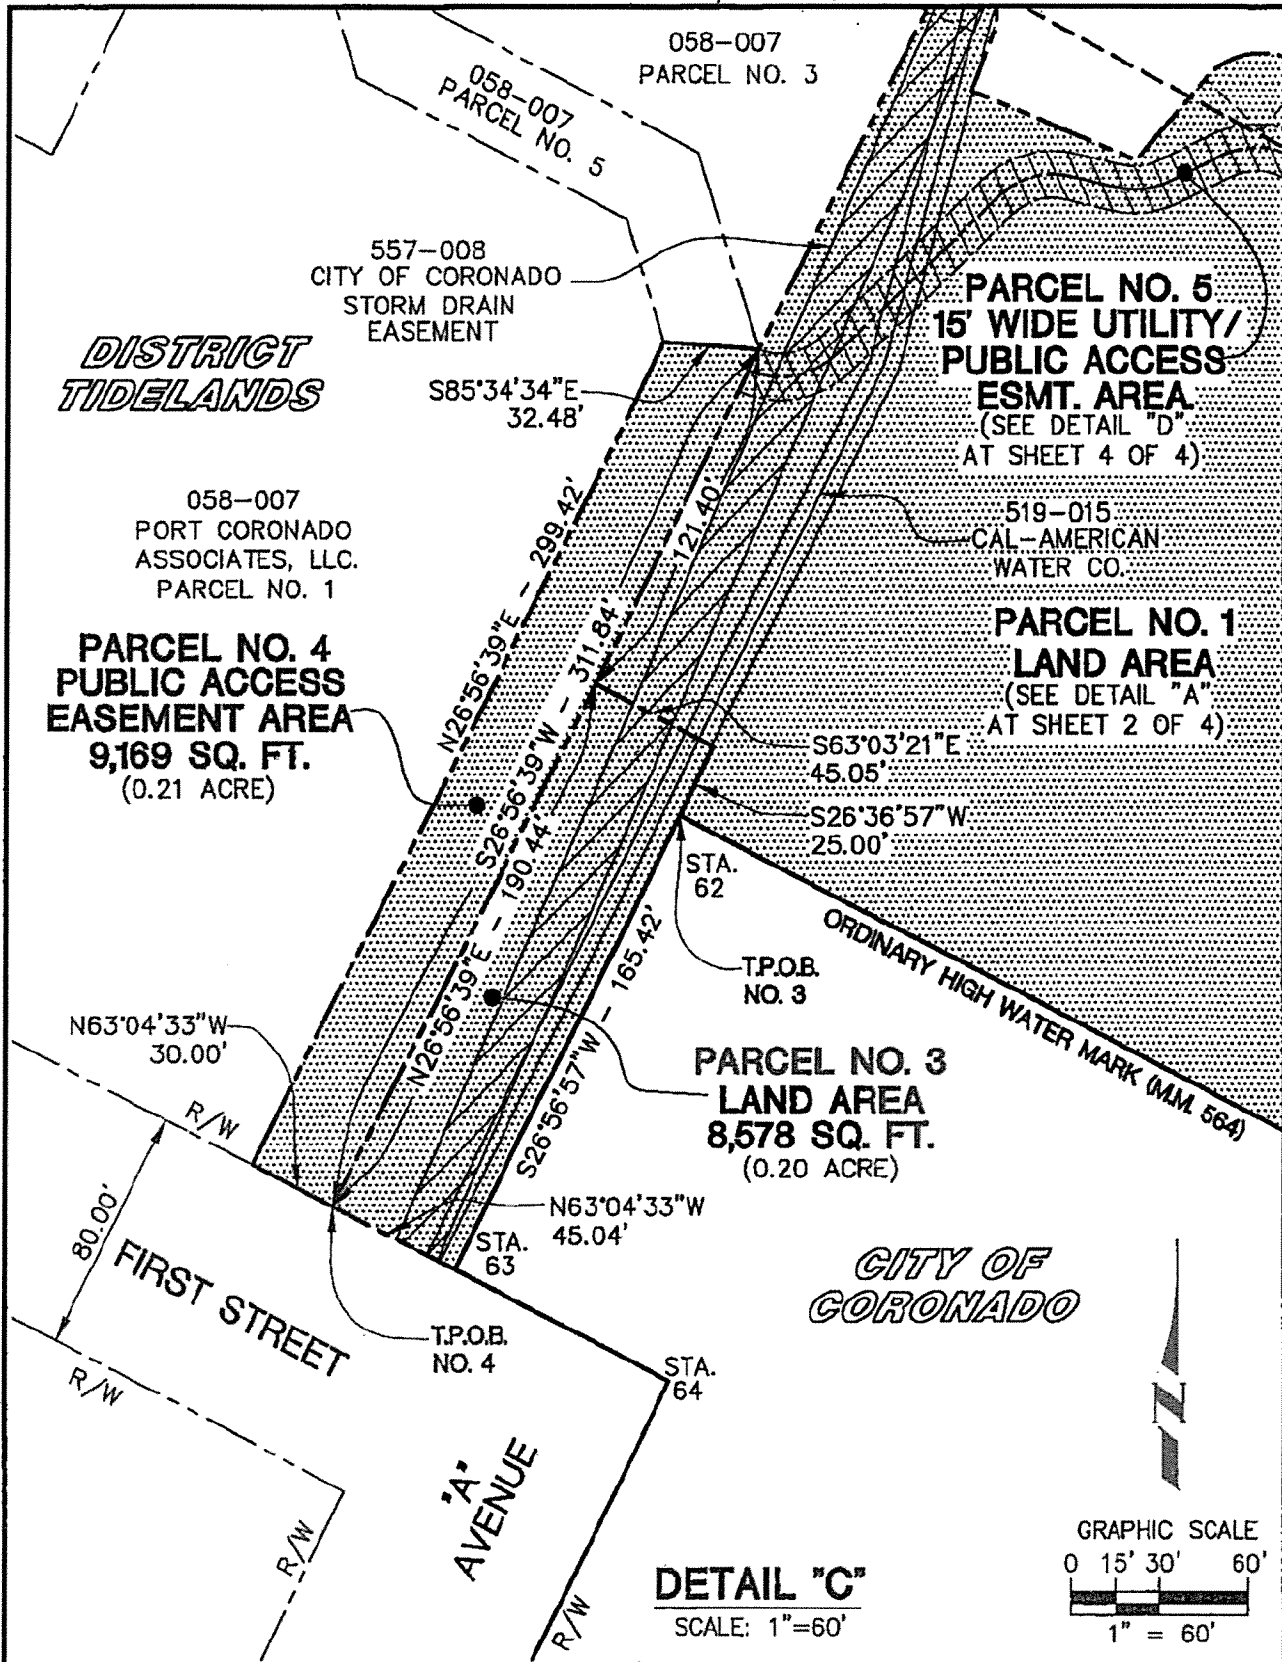 058-007
PARCEL NO. 3
058-007
PARCEL NO. 5
557-008
CITY OF CORONADO
STORM DRAIN
EASEMENT
DISTRICT
TIDELANDS
S85°34'34"E
32.48'
PARCEL NO. 5
15' WIDE UTILITY/
PUBLIC ACCESS
ESMT. AREA.
(SEE DETAIL "D"
AT SHEET 4 OF 4)
058-007
PORT CORONADO
ASSOCIATES, LLC.
PARCEL NO. 1
519-015
CAL-AMERICAN
WATER CO.
PARCEL NO. 1
LAND AREA
(SEE DETAIL "A"
AT SHEET 2 OF 4)
PARCEL NO. 4
PUBLIC ACCESS
EASEMENT AREA
9,169 SQ. FT.
(0.21 ACRE)
N26°56'39"E - 299.42'
S26°56'39"W - 311.84'
121.40'
N26°56'39"E - 190.44'
S63°03'21"E
45.05'
S26°36'57"W
25.00'
STA.
62
T.P.O.B.
NO. 3
ORDINARY HIGH WATER MARK (M.M. 564)
S26°56'57"W - 165.42'
N63°04'33"W
30.00'
PARCEL NO. 3
LAND AREA
8,578 SQ. FT.
(0.20 ACRE)
R/W
80.00'
FIRST STREET
N63°04'33"W
45.04'
STA.
63
T.P.O.B.
NO. 4
CITY OF
CORONADO
STA.
64
R/W
"A"
AVENUE
R/W
R/W
N
DETAIL "C"
SCALE: 1"=60'
GRAPHIC SCALE
0 15' 30' 60'
1" = 60'